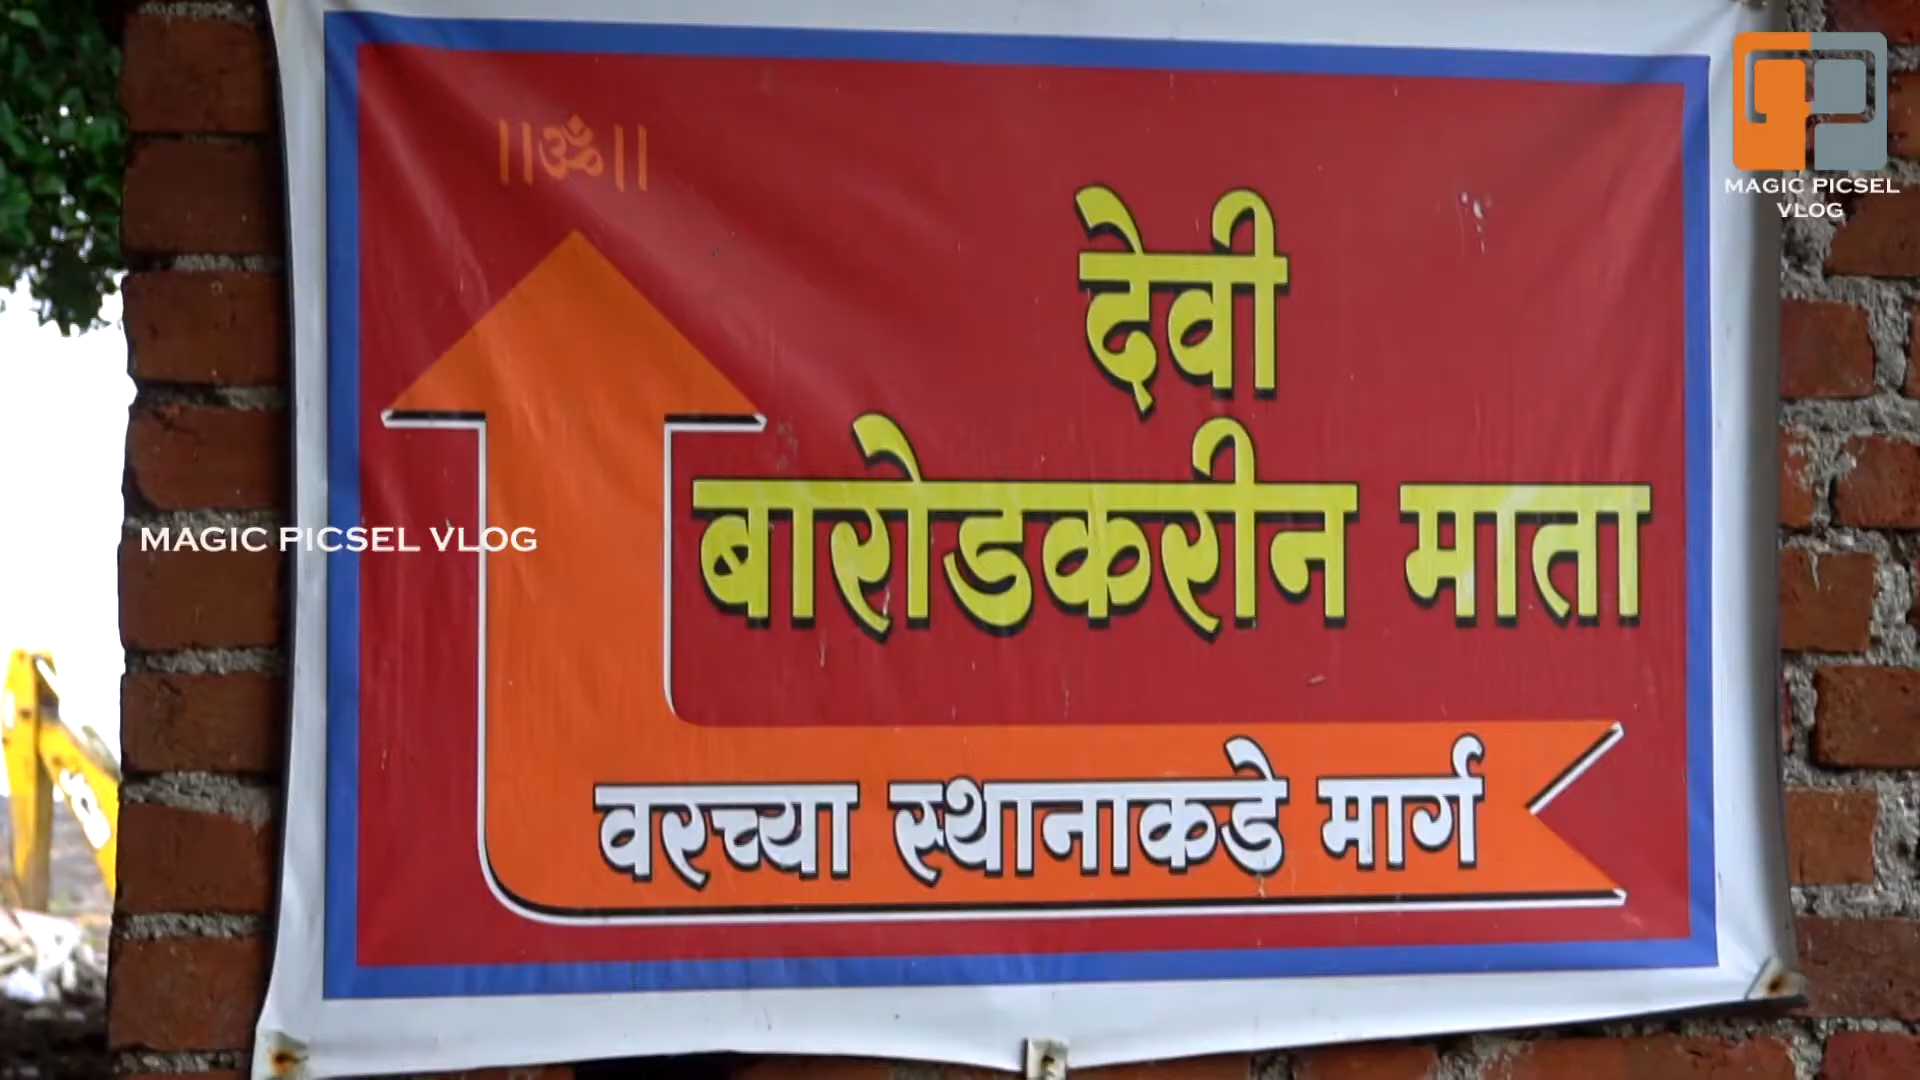 ||ॐ||
देवी
बारोडकरीन माता
वरच्या स्थानाकडे मार्ग
MAGIC PICSEL
VLOG
MAGIC PICSEL VLOG